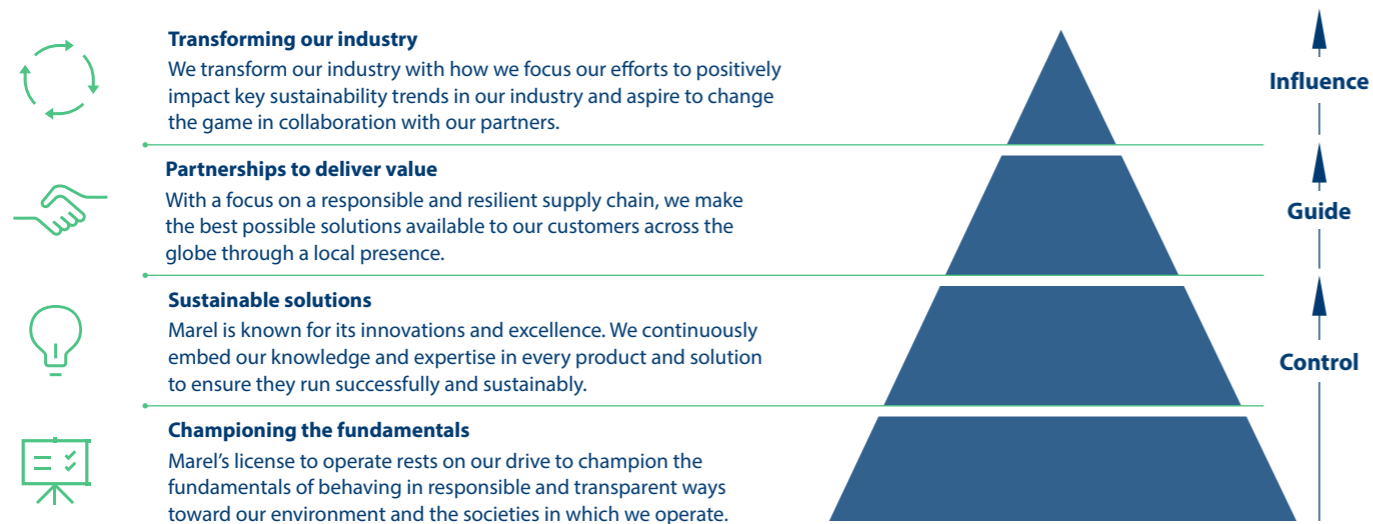 Transforming our industry
We transform our industry with how we focus our efforts to positively
impact key sustainability trends in our industry and aspire to change
the game in collaboration with our partners.
Influence
Partnerships to deliver value
With a focus on a responsible and resilient supply chain, we make
the best possible solutions available to our customers across the
globe through a local presence.
Guide
Sustainable solutions
Marel is known for its innovations and excellence. We continuously
embed our knowledge and expertise in every product and solution
to ensure they run successfully and sustainably.
Control
Championing the fundamentals
Marel’s license to operate rests on our drive to champion the
fundamentals of behaving in responsible and transparent ways
toward our environment and the societies in which we operate.